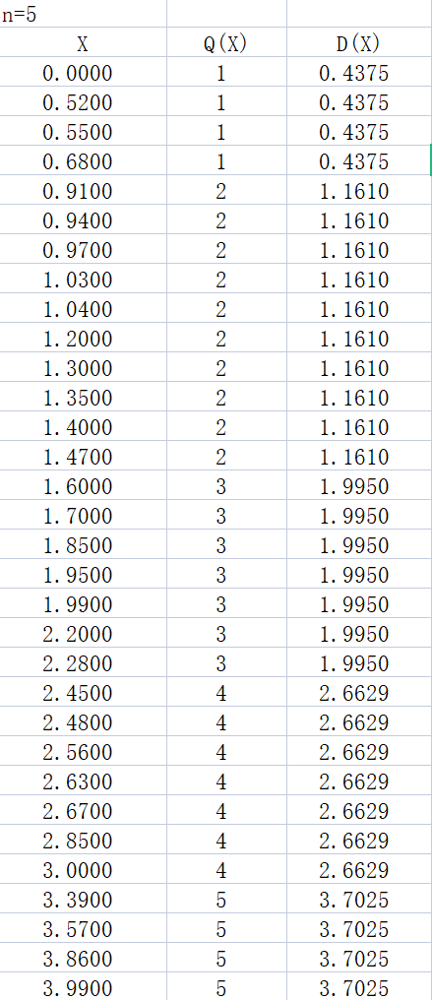 n=5
X Q(X) D(X)
0.0000 1 0.4375
0.5200 1 0.4375
0.5500 1 0.4375
0.6800 1 0.4375
0.9100 2 1.1610
0.9400 2 1.1610
0.9700 2 1.1610
1.0300 2 1.1610
1.0400 2 1.1610
1.2000 2 1.1610
1.3000 2 1.1610
1.3500 2 1.1610
1.4000 2 1.1610
1.4700 2 1.1610
1.6000 3 1.9950
1.7000 3 1.9950
1.8500 3 1.9950
1.9500 3 1.9950
1.9900 3 1.9950
2.2000 3 1.9950
2.2800 3 1.9950
2.4500 4 2.6629
2.4800 4 2.6629
2.5600 4 2.6629
2.6300 4 2.6629
2.6700 4 2.6629
2.8500 4 2.6629
3.0000 4 2.6629
3.3900 5 3.7025
3.5700 5 3.7025
3.8600 5 3.7025
3.9900 5 3.7025